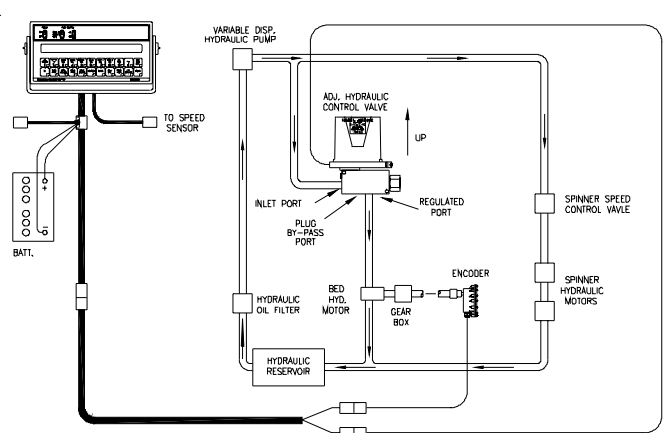 VARIABLE DISP.
HYDRAULIC PUMP
ADJ. HYDRAULIC
CONTROL VALVE
UP
TO SPEED
SENSOR
+
−
BATT.
INLET PORT
PLUG
BY-PASS
PORT
REGULATED
PORT
SPINNER SPEED
CONTROL VAVLE
HYDRAULIC
OIL FILTER
BED
HYD.
MOTOR
GEAR
BOX
ENCODER
SPINNER
HYDRAULIC
MOTORS
HYDRAULIC
RESERVOIR